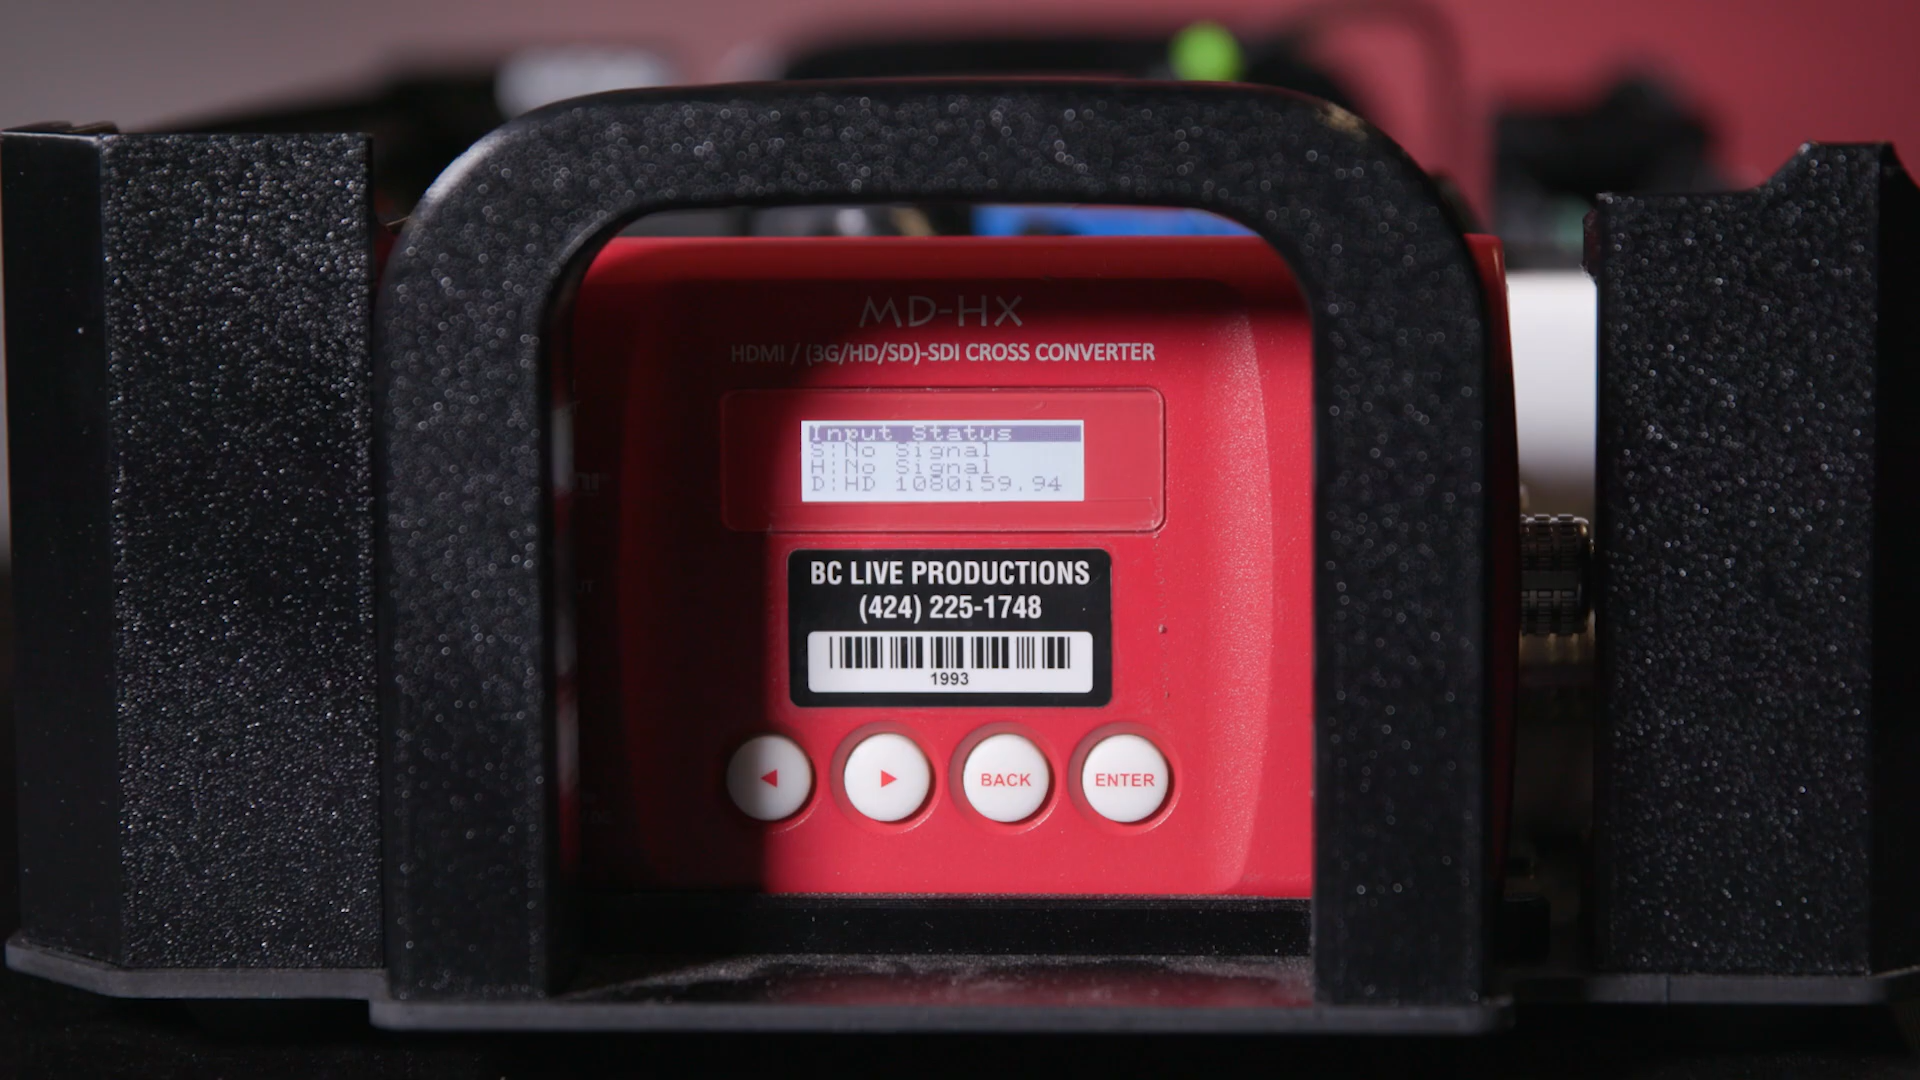 MD-HX
HDMI / (3G/HD/SD)-SDI CROSS CONVERTER
Input Status
S:No Signal
H:No Signal
D:HD 1080i59.94
BC LIVE PRODUCTIONS
(424) 225-1748
1993
◀ ▶ BACK ENTER